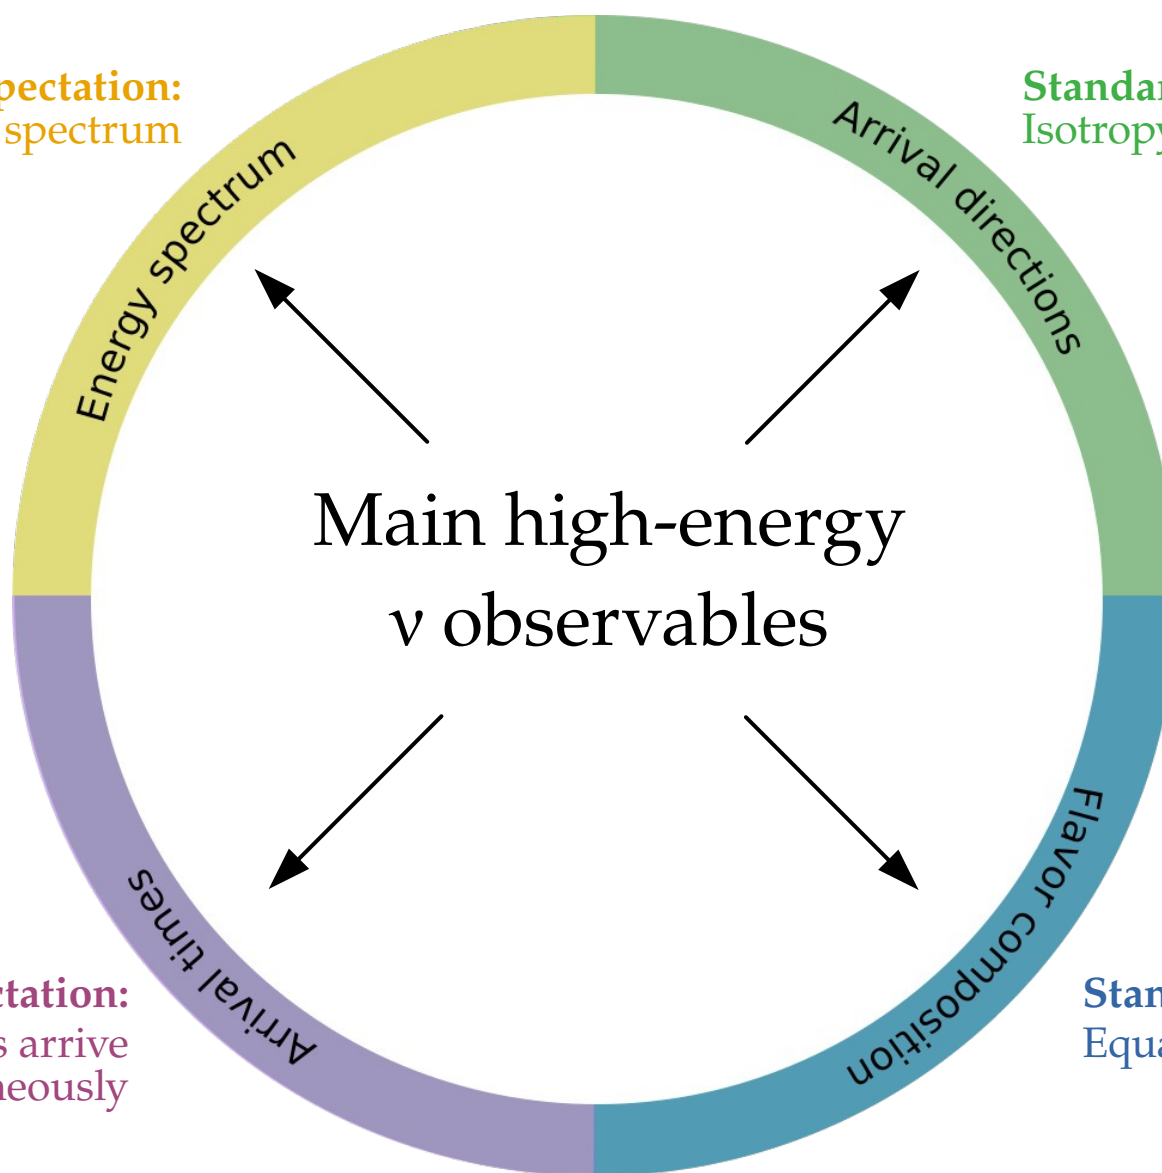 pectation:
spectrum
Standar
Isotropy
Energy spectrum
Arrival directions
Main high-energy
ν observables
Arrival times
Flavor composition
ctation:
s arrive
neously
Stan
Equa